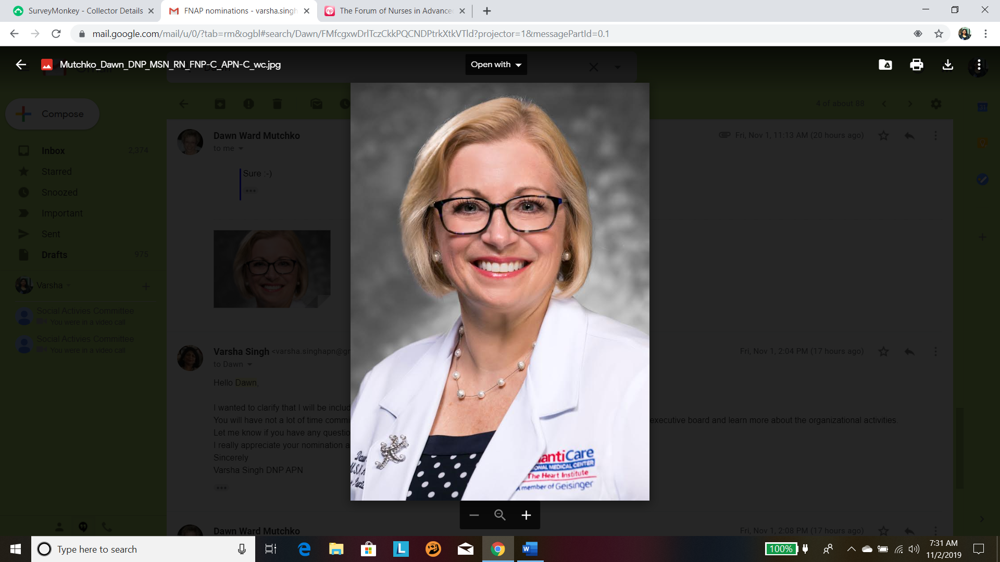 SurveyMonkey - Collector Details
FNAP nominations - varsha.singh
The Forum of Nurses in Advance
mail.google.com/mail/u/0/?tab=rm&ogbl#search/Dawn/FMfcgxwDrlTczCkkPQCNDPtrkXtkVTld?projector=1&messagePartId=0.1
Mutchko_Dawn_DNP_MSN_RN_FNP-C_APN-C_wc.jpg
Open with
Compose
4 of about 88
Inbox 2,374
Starred
Snoozed
Important
Sent
Drafts 975
Varsha
Social Activies Committee
You were in a video call
Social Activies Committee
You were in a video call
Dawn Ward Mutchko
Fri, Nov 1, 11:13 AM (20 hours ago)
to me
Sure :-)
Varsha Singh <varsha.singhapn@gr
Fri, Nov 1, 2:04 PM (17 hours ago)
to Dawn
Hello Dawn,
I wanted to clarify that I will be includ
You will have not a lot of time commi executive board and learn more about the organizational activities.
Let me know if you have any questio
I really appreciate your nomination a
Sincerely
Varsha Singh DNP APN
antiCare
ONAL MEDICAL CENTER
The Heart Institute
A member of Geisinger
Dawn Ward Mutchko
Fri, Nov 1, 2:08 PM (17 hours ago)
Type here to search
100%
7:31 AM
11/2/2019